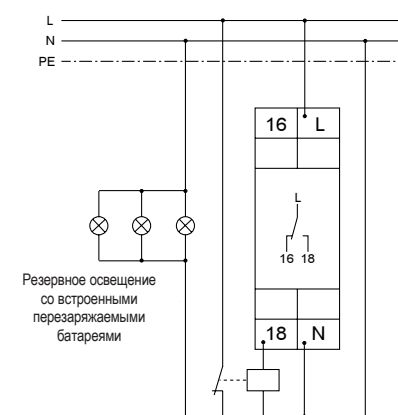 L
N
PE
16 L
L
16 18
Резервное освещение
со встроенными
перезаряжаемыми
батареями
18 N